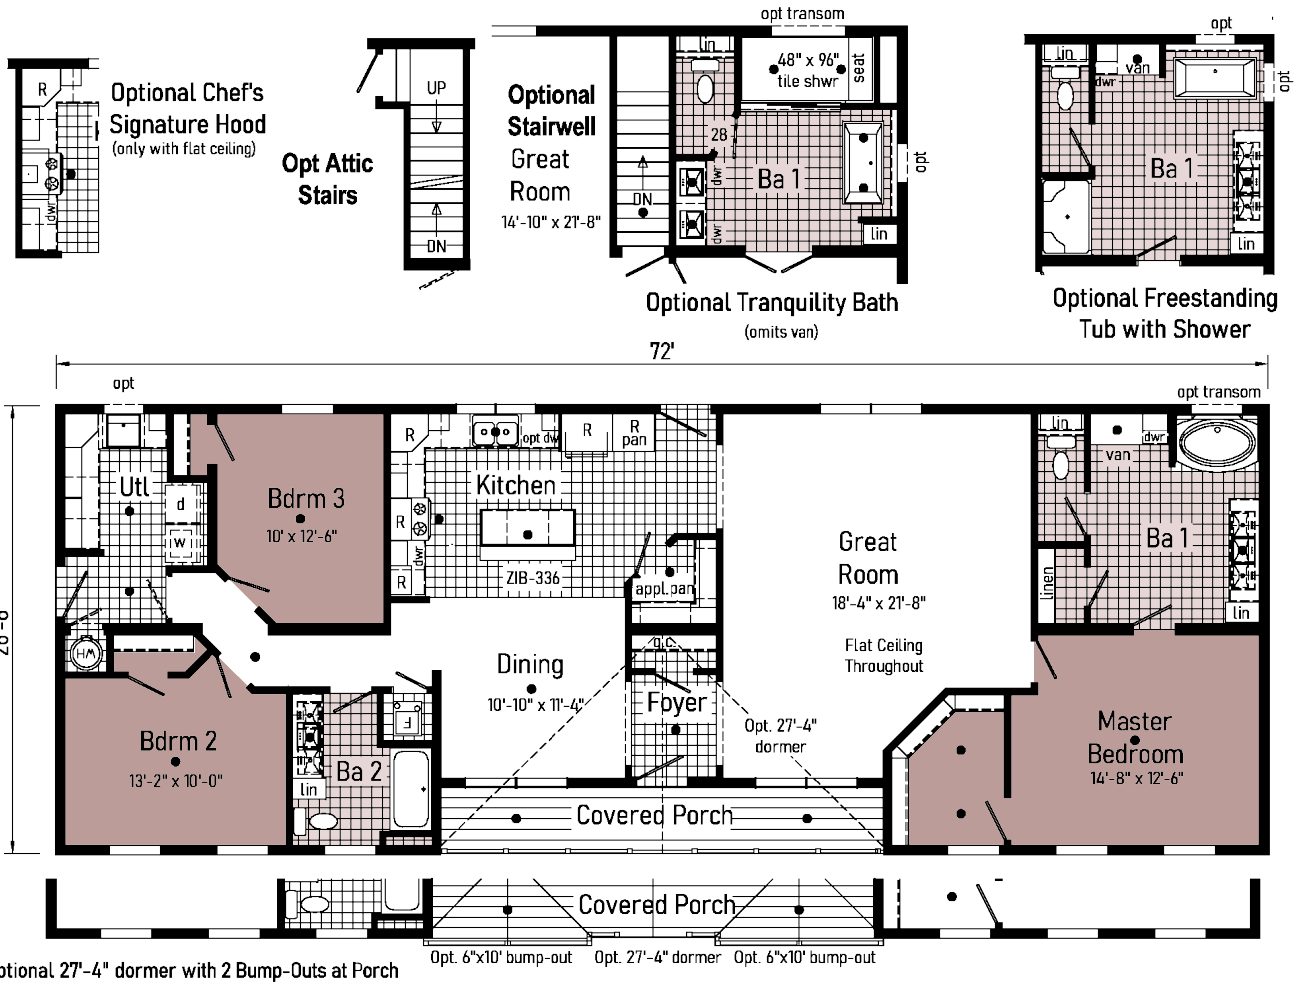 R
dwr
Optional Chef's
Signature Hood
(only with flat ceiling)
Opt Attic
Stairs
UP
DN
Optional
Stairwell
Great
Room
14'-10" x 21'-8"
DN
opt transom
lin
48" x 96"
tile shwr
seat
28
dwr
dwr
Ba 1
opt
lin
Optional Tranquility Bath
(omits van)
opt
lin
dwr
van
opt
Ba 1
lin
Optional Freestanding
Tub with Shower
72'
opt
opt transom
Utl
d
w
Bdrm 3
10' x 12'-6"
R
opt dw
R
R
pan
Kitchen
R
dwr
R
ZIB-336
appl.pan
Great
Room
18'-4" x 21'-8"
Flat Ceiling
Throughout
lin
van
dwr
Ba 1
linen
lin
WH
Dining
10'-10" x 11'-4"
g.c.
Foyer
Opt. 27'-4"
dormer
Bdrm 2
13'-2" x 10'-0"
lin
Ba 2
F
Master
Bedroom
14'-8" x 12'-6"
Covered Porch
Covered Porch
Opt. 6"x10' bump-out
Opt. 27'-4" dormer
Opt. 6"x10' bump-out
ptional 27'-4" dormer with 2 Bump-Outs at Porch